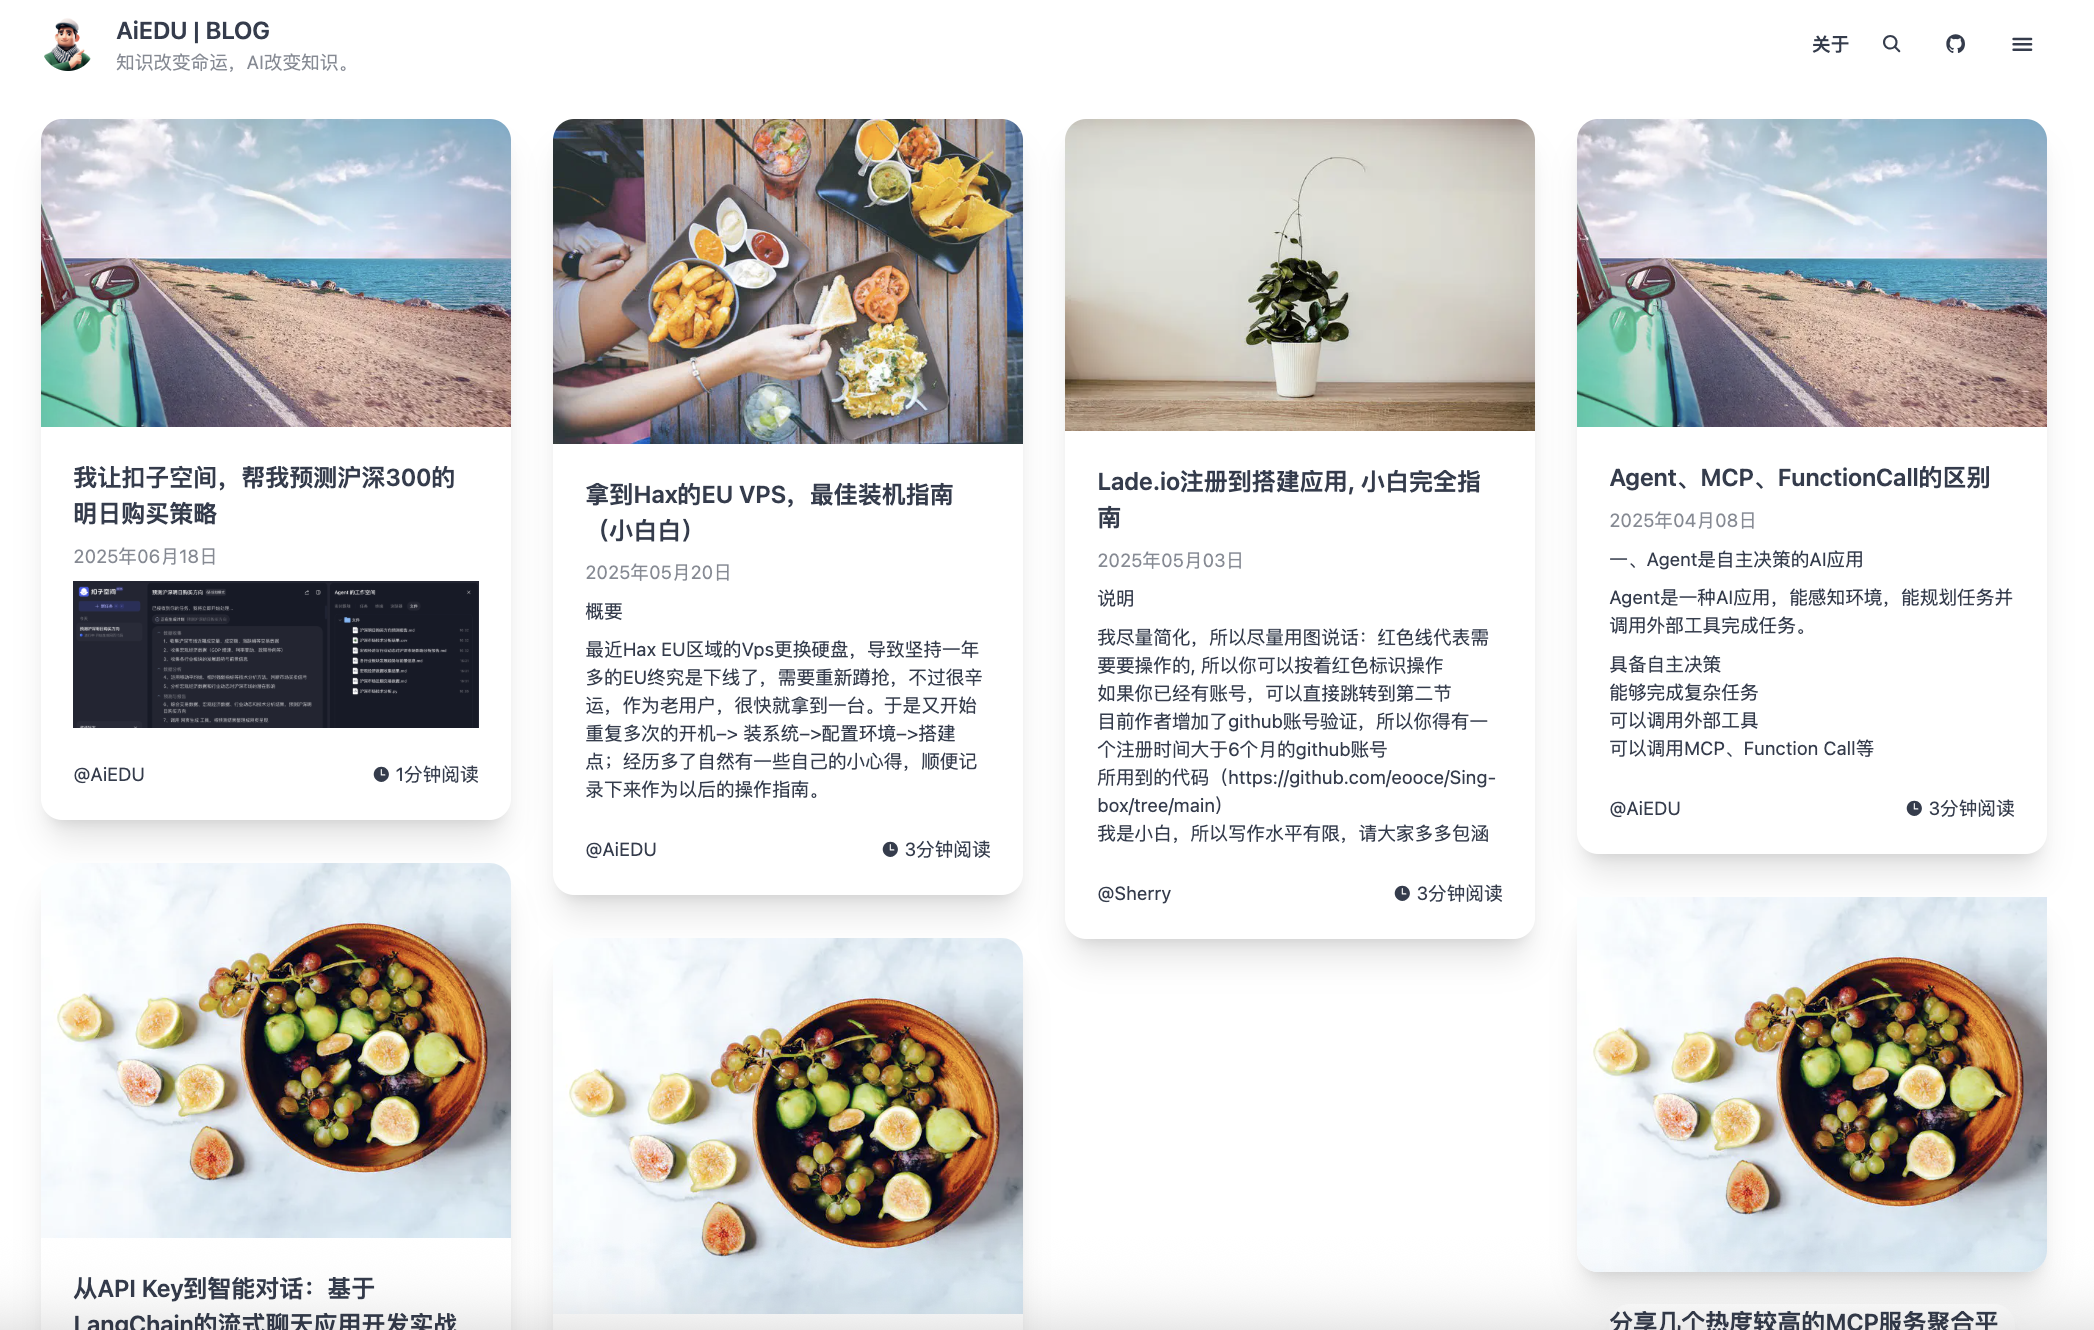 AiEDU | BLOG
知识改变命运，AI改变知识。
关于
我让扣子空间，帮我预测沪深300的
明日购买策略
2025年06月18日
扣子空间
@AiEDU
1分钟阅读
拿到Hax的EU VPS，最佳装机指南
（小白白）
2025年05月20日
概要
最近Hax EU区域的Vps更换硬盘，导致坚持一年
多的EU终究是下线了，需要重新蹲抢，不过很辛
运，作为老用户，很快就拿到一台。于是又开始
重复多次的开机–> 装系统–>配置环境–>搭建
点；经历多了自然有一些自己的小心得，顺便记
录下来作为以后的操作指南。
@AiEDU
3分钟阅读
Lade.io注册到搭建应用, 小白完全指
南
2025年05月03日
说明
我尽量简化，所以尽量用图说话：红色线代表需
要要操作的, 所以你可以按着红色标识操作
如果你已经有账号，可以直接跳转到第二节
目前作者增加了github账号验证，所以你得有一
个注册时间大于6个月的github账号
所用到的代码（https://github.com/eooce/Sing-
box/tree/main）
我是小白，所以写作水平有限，请大家多多包涵
@Sherry
3分钟阅读
Agent、MCP、FunctionCall的区别
2025年04月08日
一、Agent是自主决策的AI应用
Agent是一种AI应用，能感知环境，能规划任务并
调用外部工具完成任务。
具备自主决策
能够完成复杂任务
可以调用外部工具
可以调用MCP、Function Call等
@AiEDU
3分钟阅读
从API Key到智能对话：基于
LangChain的流式聊天应用开发实战
分享几个热度较高的MCP服务聚合平